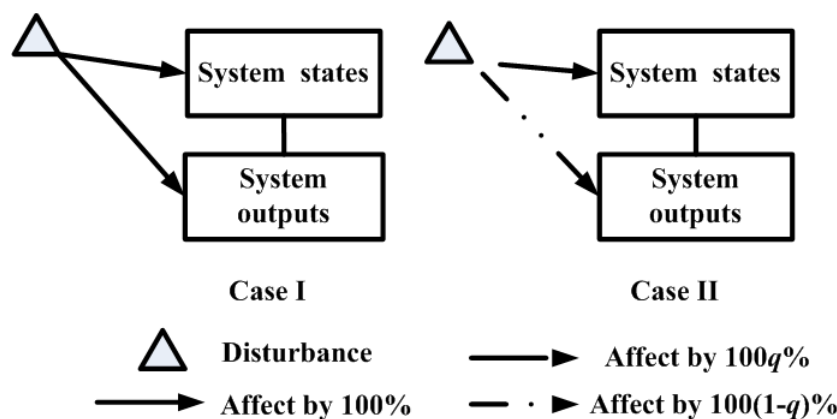 System states
System
outputs
Case I
System states
System
outputs
Case II
Disturbance
Affect by 100q%
Affect by 100%
Affect by 100(1-q)%